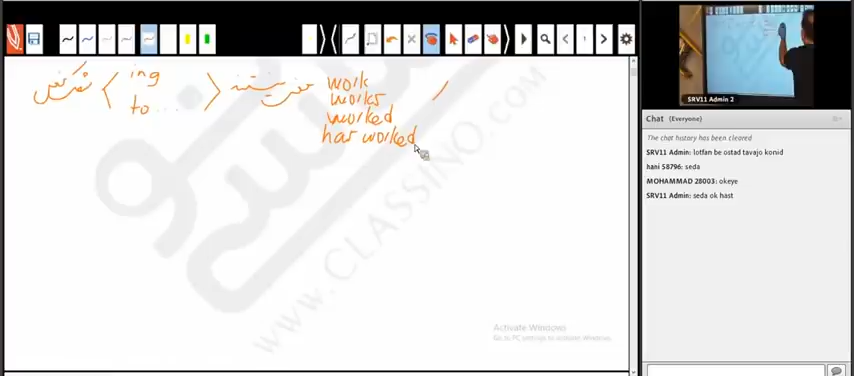 ing
to ....
work
works
worked
has worked
WWW.CLASSINO.COM
Activate Windows
Go to PC settings to activate Windows.
1
SRV11 Admin 2
Chat (Everyone)
The chat history has been cleared
SRV11 Admin: lotfan be ostad tavajo konid
hani 58796: seda
MOHAMMAD 28003: okeye
SRV11 Admin: seda ok hast